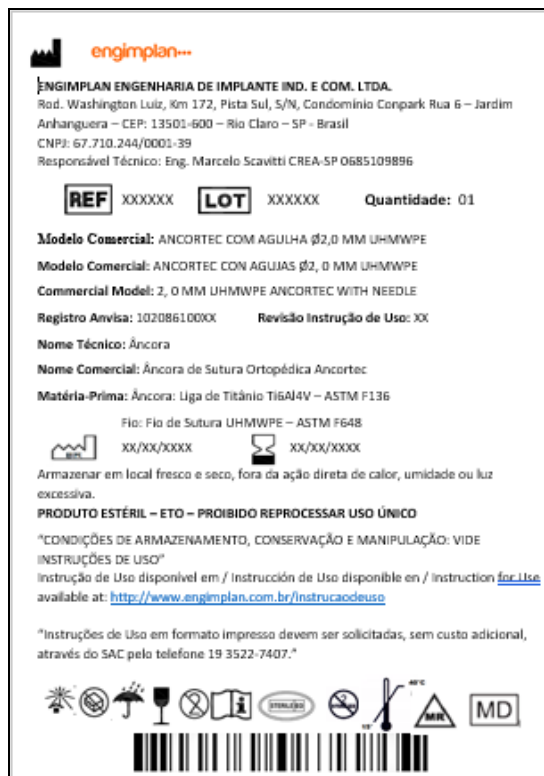 engimplan
ENGIMPLAN ENGENHARIA DE IMPLANTE IND. E COM. LTDA.
Rod. Washington Luiz, Km 172, Pista Sul, S/N, Condomínio Conpark Rua 6 – Jardim
Anhanguera – CEP: 13501-600 – Rio Claro – SP - Brasil
CNPJ: 67.710.244/0001-39
Responsável Técnico: Eng. Marcelo Scavitti CREA-SP 0685109896
REF XXXXXX LOT XXXXXX Quantidade: 01
Modelo Comercial: ANCORTEC COM AGULHA Ø2,0 MM UHMWPE
Modelo Comercial: ANCORTEC CON AGUJAS Ø2, 0 MM UHMWPE
Commercial Model: 2, 0 MM UHMWPE ANCORTEC WITH NEEDLE
Registro Anvisa: 102086100XX Revisão Instrução de Uso: XX
Nome Técnico: Âncora
Nome Comercial: Âncora de Sutura Ortopédica Ancortec
Matéria-Prima: Âncora: Liga de Titânio Ti6Al4V – ASTM F136
Fio: Fio de Sutura UHMWPE – ASTM F648
XX/XX/XXXX XX/XX/XXXX
Armazenar em local fresco e seco, fora da ação direta de calor, umidade ou luz
excessiva.
PRODUTO ESTÉRIL – ETO – PROIBIDO REPROCESSAR USO ÚNICO
"CONDIÇÕES DE ARMAZENAMENTO, CONSERVAÇÃO E MANIPULAÇÃO: VIDE
INSTRUÇÕES DE USO"
Instrução de Uso disponível em / Instrucción de Uso disponible en / Instruction for Use
available at: http://www.engimplan.com.br/instrucaodeuso
"Instruções de Uso em formato impresso devem ser solicitadas, sem custo adicional,
através do SAC pelo telefone 19 3522-7407."
MR MD